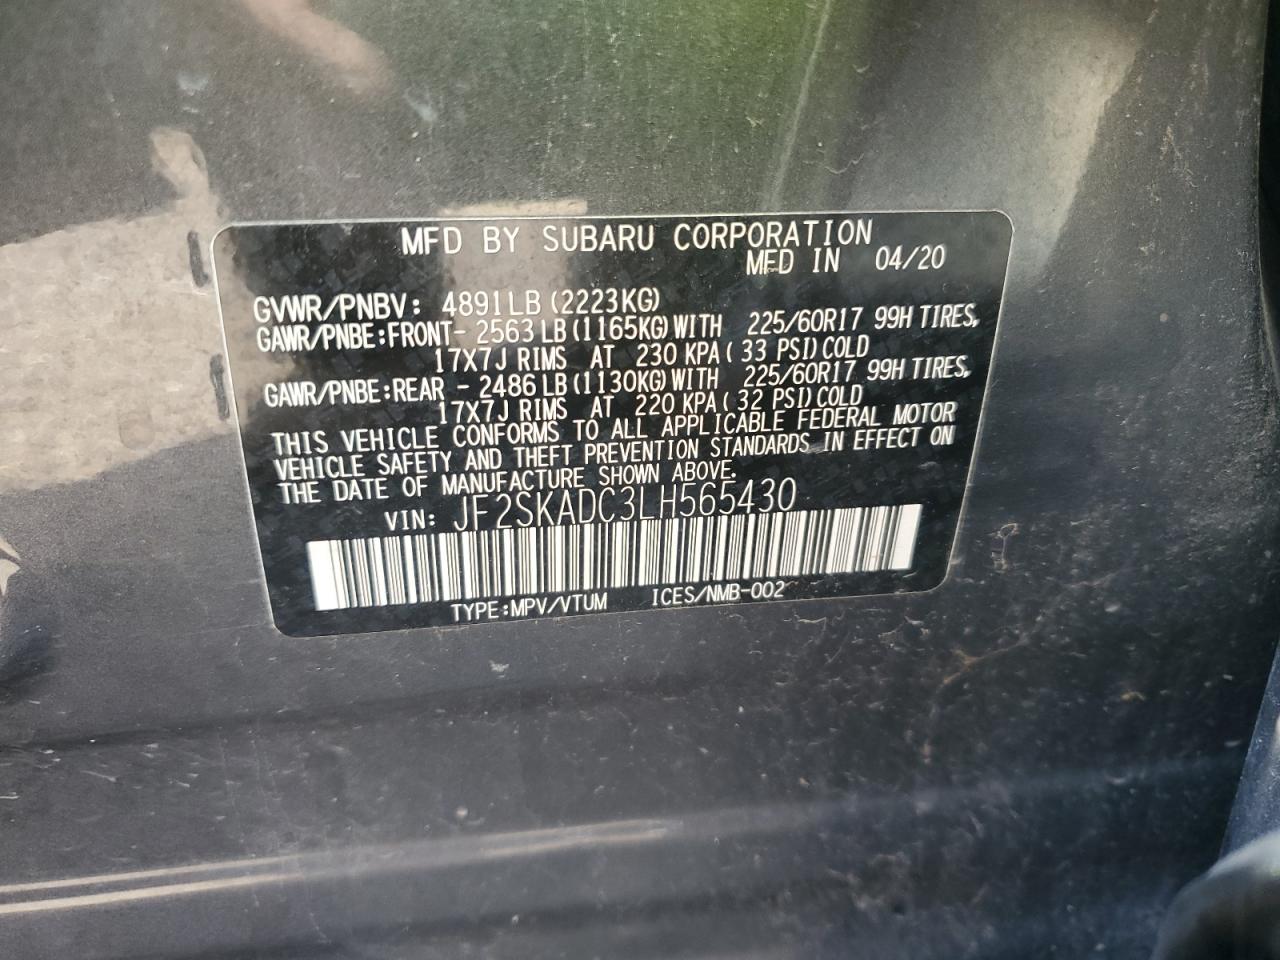 MFD BY SUBARU CORPORATION
MFD IN 04/20
GVWR/PNBV: 4891LB (2223KG)
GAWR/PNBE:FRONT- 2563 LB (1165KG) WITH 225/60R17 99H TIRES,
17X7J RIMS AT 230 KPA ( 33 PSI) COLD
GAWR/PNBE:REAR - 2486 LB (1130KG) WITH 225/60R17 99H TIRES,
17X7J RIMS AT 220 KPA ( 32 PSI) COLD
THIS VEHICLE CONFORMS TO ALL APPLICABLE FEDERAL MOTOR
VEHICLE SAFETY AND THEFT PREVENTION STANDARDS IN EFFECT ON
THE DATE OF MANUFACTURE SHOWN ABOVE.
VIN: JF2SKADC3LH565430
TYPE:MPV/VTUM ICES/NMB-002